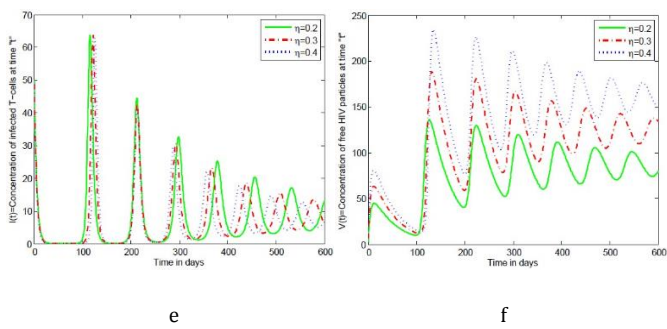 I(t)=Concentration of infected T-cells at time "t"
70
60
50
40
30
20
10
0
0 100 200 300 400 500 600
Time in days
η=0.2
η=0.3
η=0.4
e
V(t)=Concentration of free HIV particles at time "t"
250
200
150
100
50
0
0 100 200 300 400 500 600
Time in days
η=0.2
η=0.3
η=0.4
f